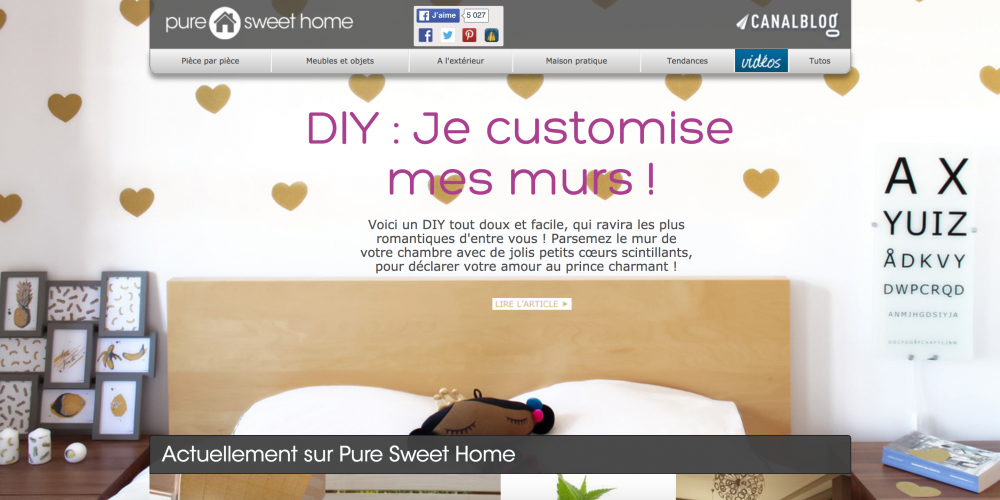 pure sweet home
J'aime 5 027
CANALBLOG
Pièce par pièce
Meubles et objets
A l'extérieur
Maison pratique
Tendances
vidéos
Tutos
DIY : Je customise
mes murs !
Voici un DIY tout doux et facile, qui ravira les plus
romantiques d'entre vous ! Parsemez le mur de
votre chambre avec de jolis petits cœurs scintillants,
pour déclarer votre amour au prince charmant !
LIRE L'ARTICLE
A X
YUIZ
ÅDKVY
DWPCRQD
ANMJHGDSIYJA
Actuellement sur Pure Sweet Home